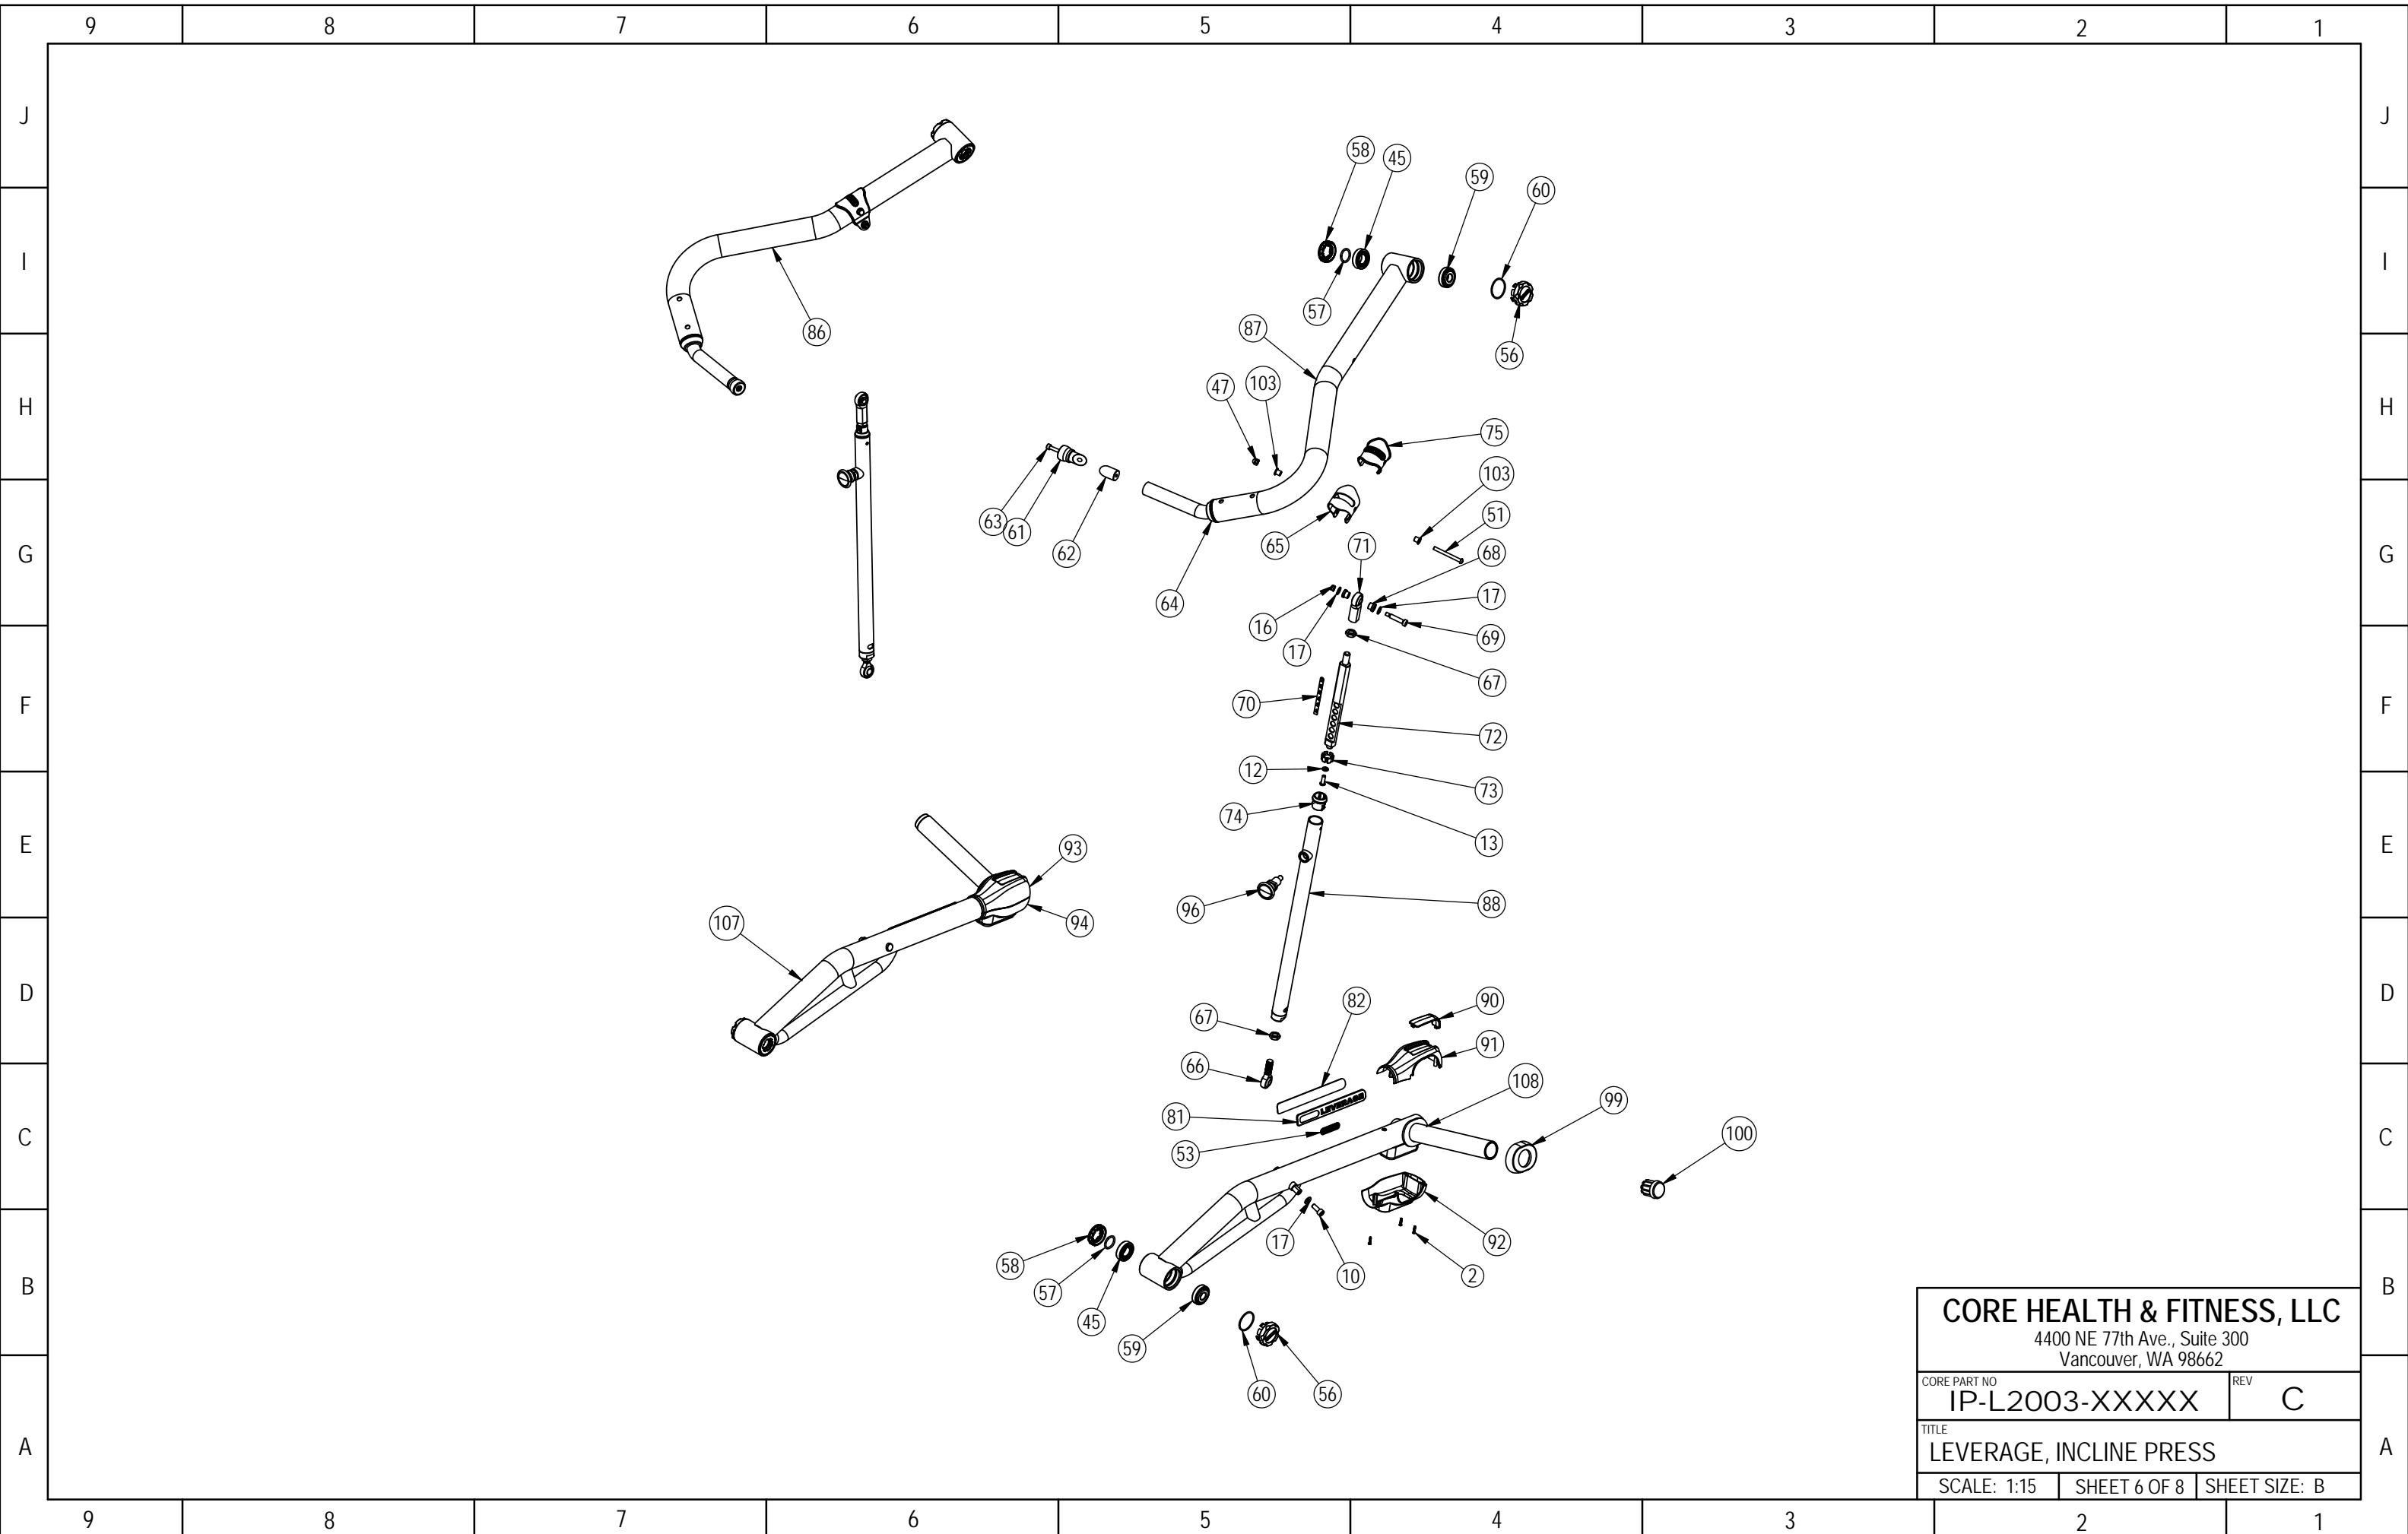 9 8 7 6 5 4 3 2 1
J J
58 45
59
60
I I
57
87
86
56
H H
47 103
75
103
63 61
51
62
65 71
68
G G
64
17
16
17
69
67
70
F F
72
12
73
74
13
E E
93
96 88
94
107
D D
82 90
67
91
66
108
99
81
LEVERAGE
C C
53
100
17
92
58
10 2
57
B B
45
59
60 56
CORE HEALTH & FITNESS, LLC
4400 NE 77th Ave., Suite 300
Vancouver, WA 98662
CORE PART NO
IP-L2003-XXXXX
REV
C
TITLE
LEVERAGE, INCLINE PRESS
A A
SCALE: 1:15 SHEET 6 OF 8 SHEET SIZE: B
9 8 7 6 5 4 3 2 1